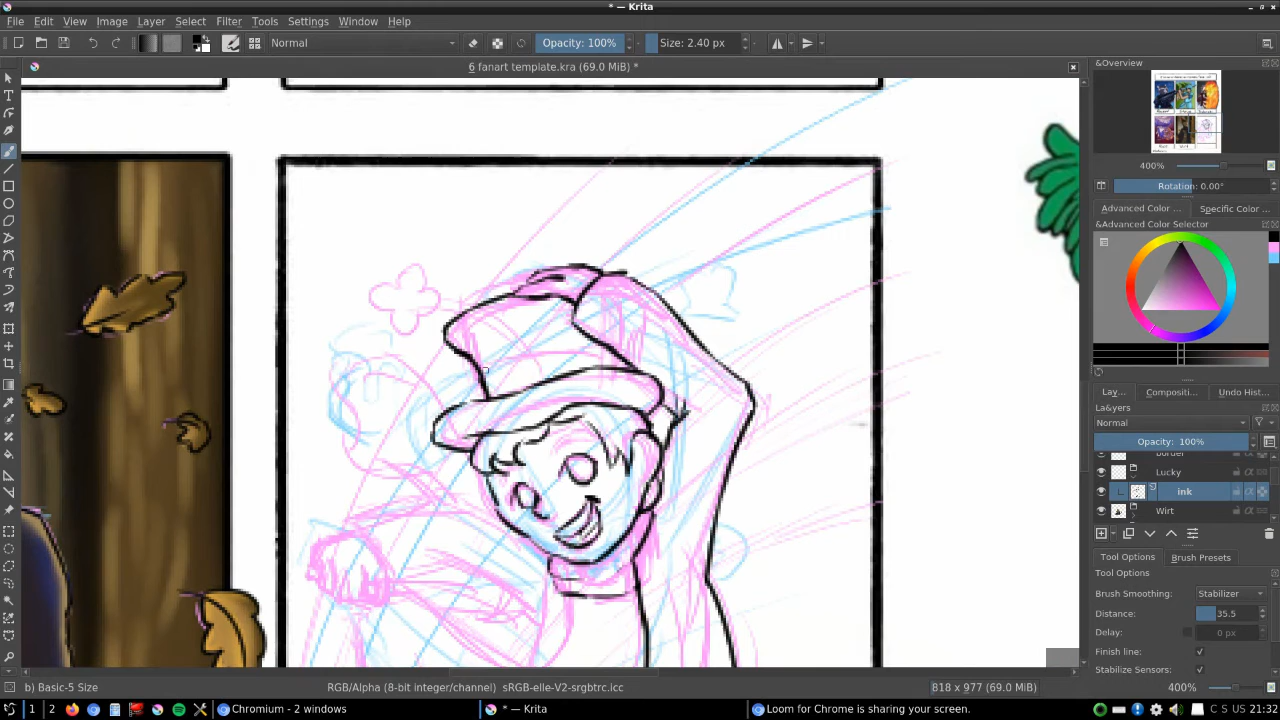 * — Krita
File Edit View Image Layer Select Filter Tools Settings Window Help
Normal Opacity: 100% Size: 2.40 px
6 fanart template.kra (69.0 MiB) *
&Overview
400%
Rotation: 0.00°
Advanced Color ... Specific Color ...
&Advanced Color Selector
Lay... Compositi... Undo Hist...
La&yers
Normal
Opacity: 100%
Lucky
ink
Wirt
Tool Options Brush Presets
Tool Options
Brush Smoothing: Stabilizer
Distance: 35.5
Delay: 0 px
Finish line:
Stabilize Sensors:
b) Basic-5 Size RGB/Alpha (8-bit integer/channel) sRGB-elle-V2-srgbtrc.icc 818 x 977 (69.0 MiB) 400%
1 2 Chromium - 2 windows * — Krita Loom for Chrome is sharing your screen. C S US 21:32